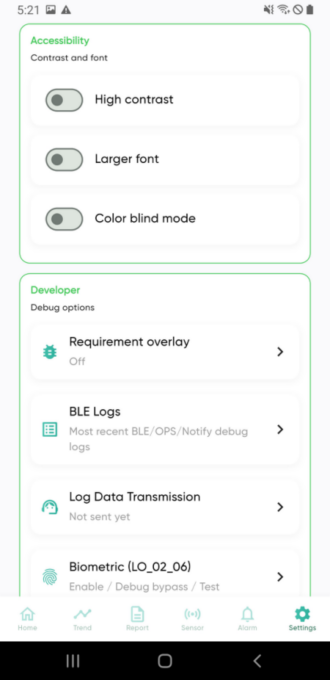 5:21
Accessibility
Contrast and font
High contrast
Larger font
Color blind mode
Developer
Debug options
Requirement overlay
Off
BLE Logs
Most recent BLE/OPS/Notify debug
logs
Log Data Transmission
Not sent yet
Biometric (LO_02_06)
Enable / Debug bypass / Test
Home Trend Report Sensor Alarm Settings